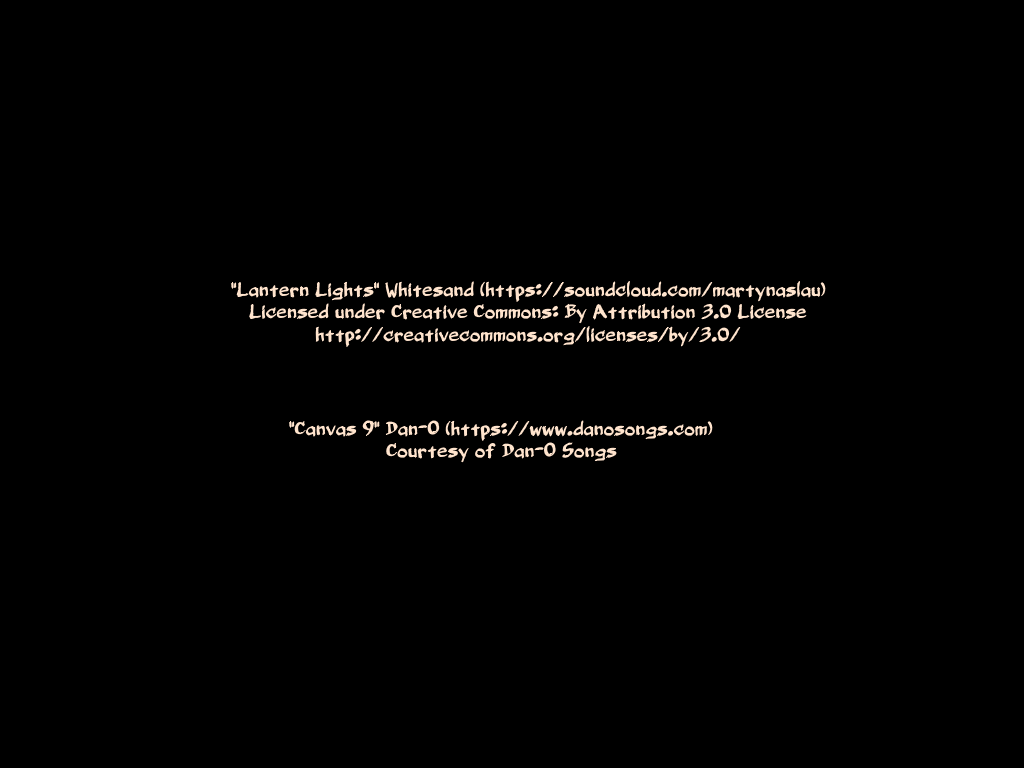 "Lantern Lights" Whitesand (https://soundcloud.com/martynaslau)
Licensed under Creative Commons: By Attribution 3.0 License
http://creativecommons.org/licenses/by/3.0/
"Canvas 9" Dan-O (https://www.danosongs.com)
Courtesy of Dan-O Songs